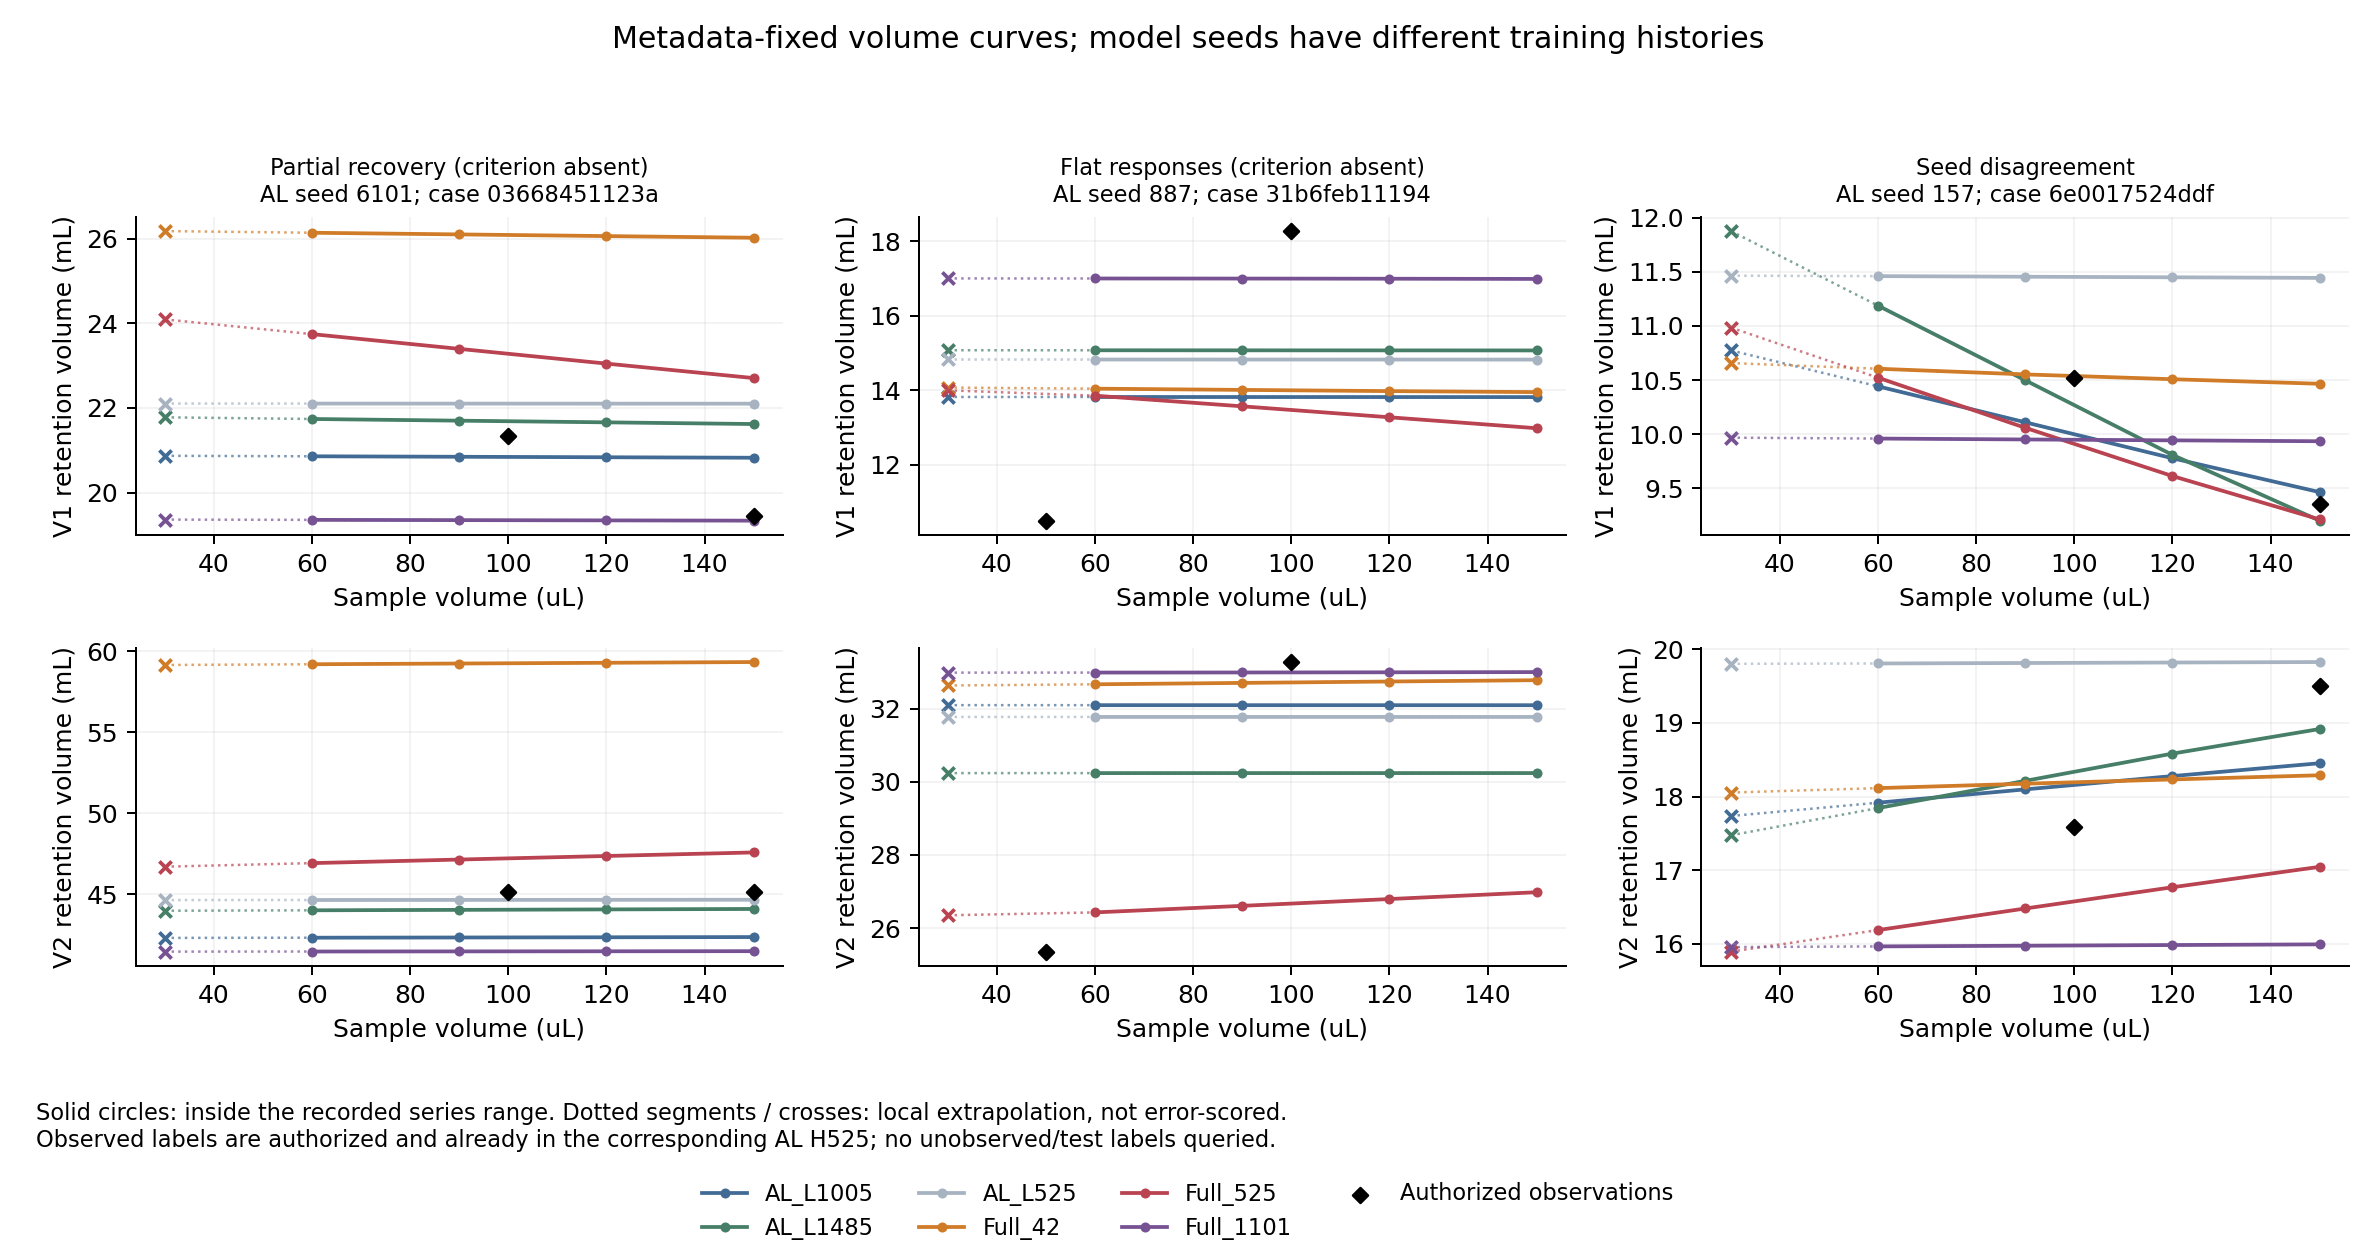 Metadata-fixed volume curves; model seeds have different training histories
Partial recovery (criterion absent)
AL seed 6101; case 03668451123a
V1 retention volume (mL)
26
24
22
20
40 60 80 100 120 140
Sample volume (uL)
Flat responses (criterion absent)
AL seed 887; case 31b6feb11194
V1 retention volume (mL)
18
16
14
12
40 60 80 100 120 140
Sample volume (uL)
Seed disagreement
AL seed 157; case 6e0017524ddf
V1 retention volume (mL)
12.0
11.5
11.0
10.5
10.0
9.5
40 60 80 100 120 140
Sample volume (uL)
V2 retention volume (mL)
60
55
50
45
40 60 80 100 120 140
Sample volume (uL)
V2 retention volume (mL)
32
30
28
26
40 60 80 100 120 140
Sample volume (uL)
V2 retention volume (mL)
20
19
18
17
16
40 60 80 100 120 140
Sample volume (uL)
Solid circles: inside the recorded series range. Dotted segments / crosses: local extrapolation, not error-scored.
Observed labels are authorized and already in the corresponding AL H525; no unobserved/test labels queried.
AL_L1005 AL_L525 Full_525 Authorized observations
AL_L1485 Full_42 Full_1101